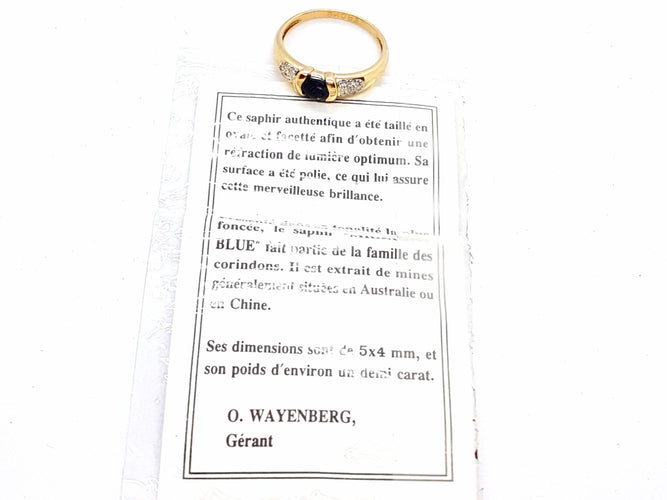 Ce saphir authentique a été taillé en
ovale et facetté afin d'obtenir une
réfraction de lumière optimum. Sa
surface a été polie, ce qui lui assure
cette merveilleuse brillance.
tonalité la plus
foncée, le saphir
BLUE" fait partie de la famille des
corindons. Il est extrait de mines
généralement situées en Australie ou
en Chine.
Ses dimensions sont de 5x4 mm, et
son poids d'environ un demi carat.
O. WAYENBERG,
Gérant